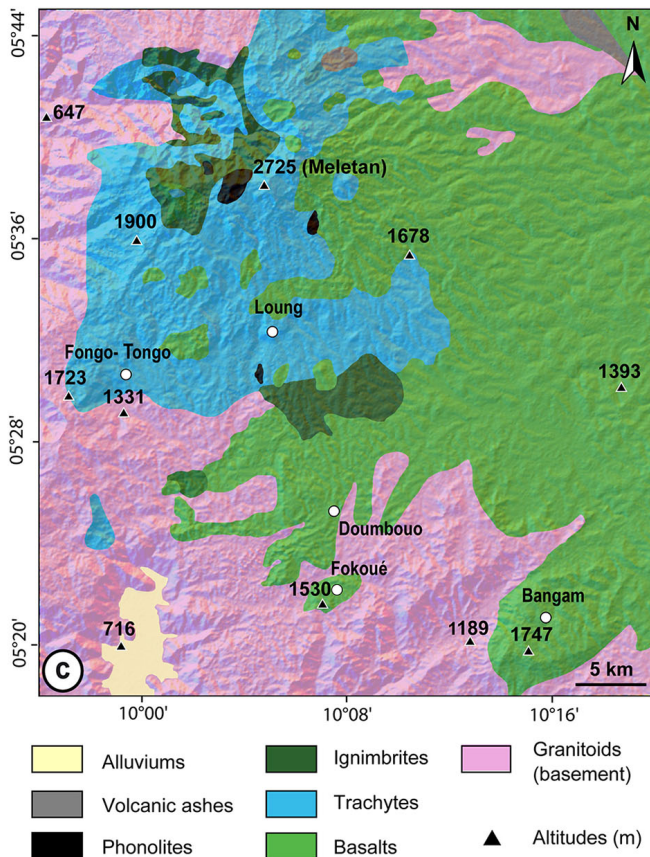 05°44'
N
647
2725 (Meletan)
1900
05°36'
1678
Loung
Fongo- Tongo
1723
1331
1393
05°28'
Doumbouo
Fokoué
1530
Bangam
716
1189
1747
05°20'
C
5 km
10°00'
10°08'
10°16'
Alluviums
Ignimbrites
Granitoids
(basement)
Volcanic ashes
Trachytes
Phonolites
Basalts
Altitudes (m)